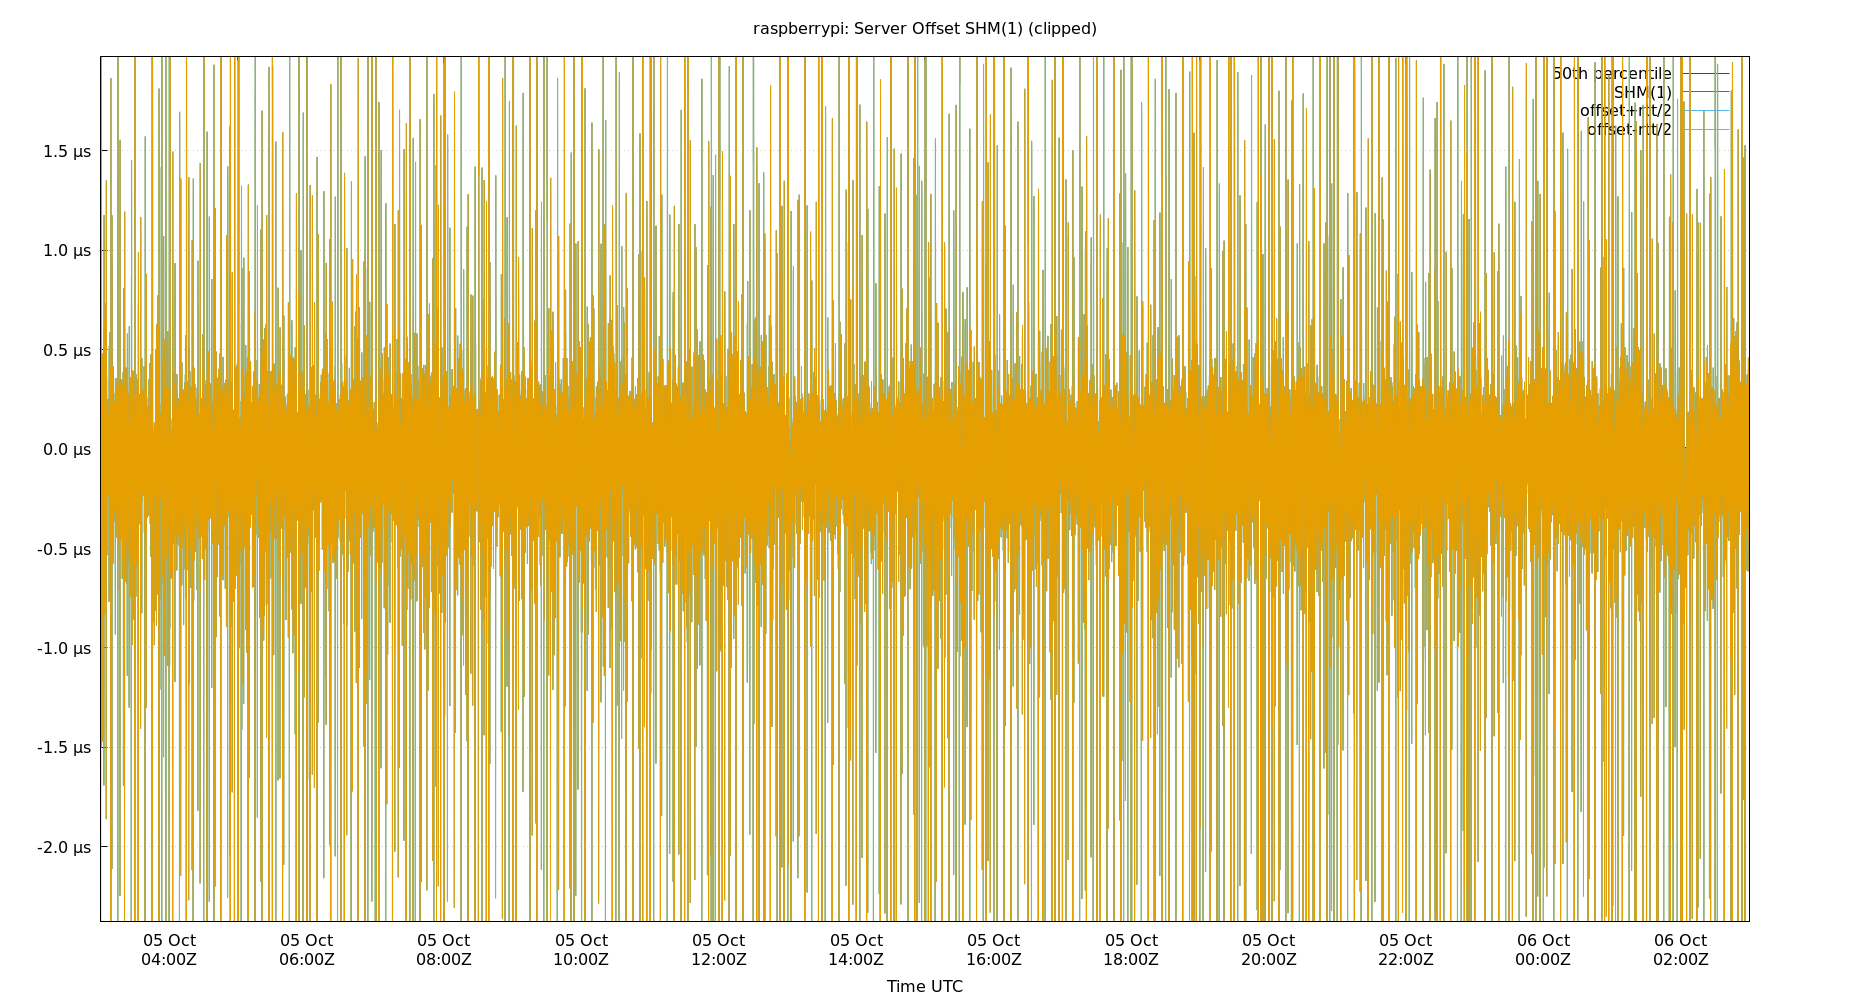 raspberrypi: Server Offset SHM(1) (clipped)
50th percentile
SHM(1)
offset+rtt/2
offset-rtt/2
1.5 µs
1.0 µs
0.5 µs
0.0 µs
-0.5 µs
-1.0 µs
-1.5 µs
-2.0 µs
05 Oct 05 Oct 05 Oct 05 Oct 05 Oct 05 Oct 05 Oct 05 Oct 05 Oct 05 Oct 06 Oct 06 Oct
04:00Z 06:00Z 08:00Z 10:00Z 12:00Z 14:00Z 16:00Z 18:00Z 20:00Z 22:00Z 00:00Z 02:00Z
Time UTC